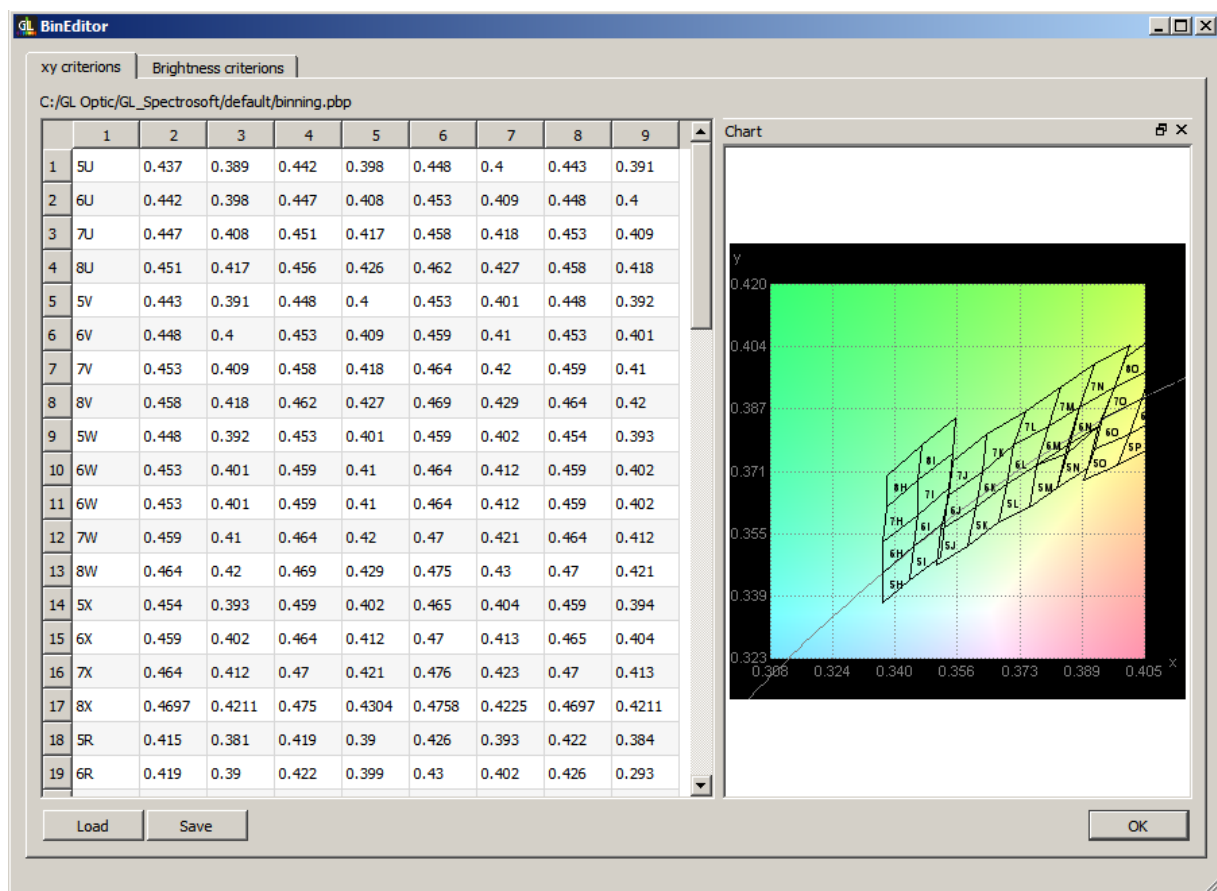 GL BinEditor
xy criterions Brightness criterions
C:/GL Optic/GL_Spectrosoft/default/binning.pbp
1 2 3 4 5 6 7 8 9
1 5U 0.437 0.389 0.442 0.398 0.448 0.4 0.443 0.391
2 6U 0.442 0.398 0.447 0.408 0.453 0.409 0.448 0.4
3 7U 0.447 0.408 0.451 0.417 0.458 0.418 0.453 0.409
4 8U 0.451 0.417 0.456 0.426 0.462 0.427 0.458 0.418
5 5V 0.443 0.391 0.448 0.4 0.453 0.401 0.448 0.392
6 6V 0.448 0.4 0.453 0.409 0.459 0.41 0.453 0.401
7 7V 0.453 0.409 0.458 0.418 0.464 0.42 0.459 0.41
8 8V 0.458 0.418 0.462 0.427 0.469 0.429 0.464 0.42
9 5W 0.448 0.392 0.453 0.401 0.459 0.402 0.454 0.393
10 6W 0.453 0.401 0.459 0.41 0.464 0.412 0.459 0.402
11 6W 0.453 0.401 0.459 0.41 0.464 0.412 0.459 0.402
12 7W 0.459 0.41 0.464 0.42 0.47 0.421 0.464 0.412
13 8W 0.464 0.42 0.469 0.429 0.475 0.43 0.47 0.421
14 5X 0.454 0.393 0.459 0.402 0.465 0.404 0.459 0.394
15 6X 0.459 0.402 0.464 0.412 0.47 0.413 0.465 0.404
16 7X 0.464 0.412 0.47 0.421 0.476 0.423 0.47 0.413
17 8X 0.4697 0.4211 0.475 0.4304 0.4758 0.4225 0.4697 0.4211
18 5R 0.415 0.381 0.419 0.39 0.426 0.393 0.422 0.384
19 6R 0.419 0.39 0.422 0.399 0.43 0.402 0.426 0.293
Load Save
Chart
y
0.420
0.404
0.387
0.371
0.355
0.339
0.323
8O
7N
7M 7O
7L 6N 6O
8I 7K 6M 5P
7J 6L 5N 5O
8H 7I 6K 5M
7H 6I 6J 5K 5L
6H 5I 5J
5H
0.308 0.324 0.340 0.356 0.373 0.389 0.405 x
OK